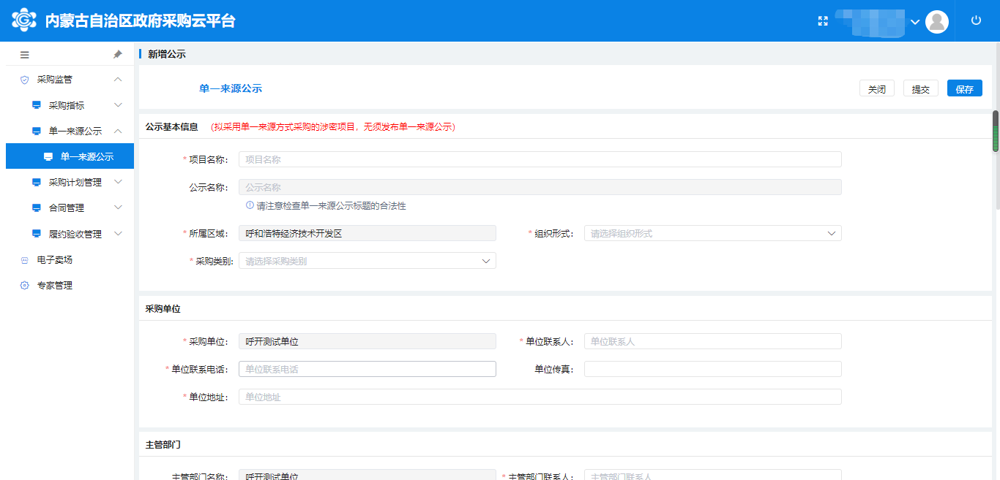 内蒙古自治区政府采购云平台
新增公示
采购监管
采购指标
单一来源公示
单一来源公示
采购计划管理
合同管理
履约验收管理
电子卖场
专家管理
单一来源公示
关闭 提交 保存
公示基本信息 (拟采用单一来源方式采购的涉密项目，无须发布单一来源公示)
* 项目名称: 项目名称
公示名称: 公示名称
请注意检查单一来源公示标题的合法性
* 所属区域: 呼和浩特经济技术开发区 * 组织形式: 请选择组织形式
* 采购类别: 请选择采购类别
采购单位
* 采购单位: 呼开测试单位 * 单位联系人: 单位联系人
* 单位联系电话: 单位联系电话 单位传真:
* 单位地址: 单位地址
主管部门
主管部门名称: 呼开测试单位 * 主管部门联系人: 主管部门联系人